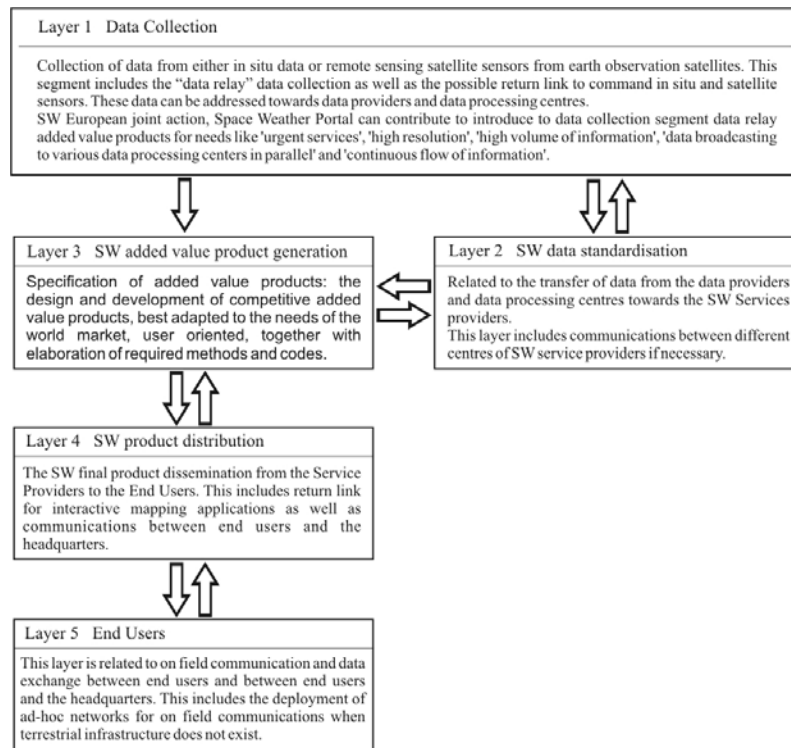 Layer 1 Data Collection
Collection of data from either in situ data or remote sensing satellite sensors from earth observation satellites. This
segment includes the “data relay” data collection as well as the possible return link to command in situ and satellite
sensors. These data can be addressed towards data providers and data processing centres.
SW European joint action, Space Weather Portal can contribute to introduce to data collection segment data relay
added value products for needs like 'urgent services', 'high resolution', 'high volume of information', 'data broadcasting
to various data processing centers in parallel' and 'continuous flow of information'.
Layer 3 SW added value product generation
Specification of added value products: the
design and development of competitive added
value products, best adapted to the needs of the
world market, user oriented, together with
elaboration of required methods and codes.
Layer 2 SW data standardisation
Related to the transfer of data from the data providers
and data processing centres towards the SW Services
providers.
This layer includes communications between different
centres of SW service providers if necessary.
Layer 4 SW product distribution
The SW final product dissemination from the Service
Providers to the End Users. This includes return link
for interactive mapping applications as well as
communications between end users and the
headquarters.
Layer 5 End Users
This layer is related to on field communication and data
exchange between end users and between end users
and the headquarters. This includes the deployment of
ad-hoc networks for on field communications when
terrestrial infrastructure does not exist.